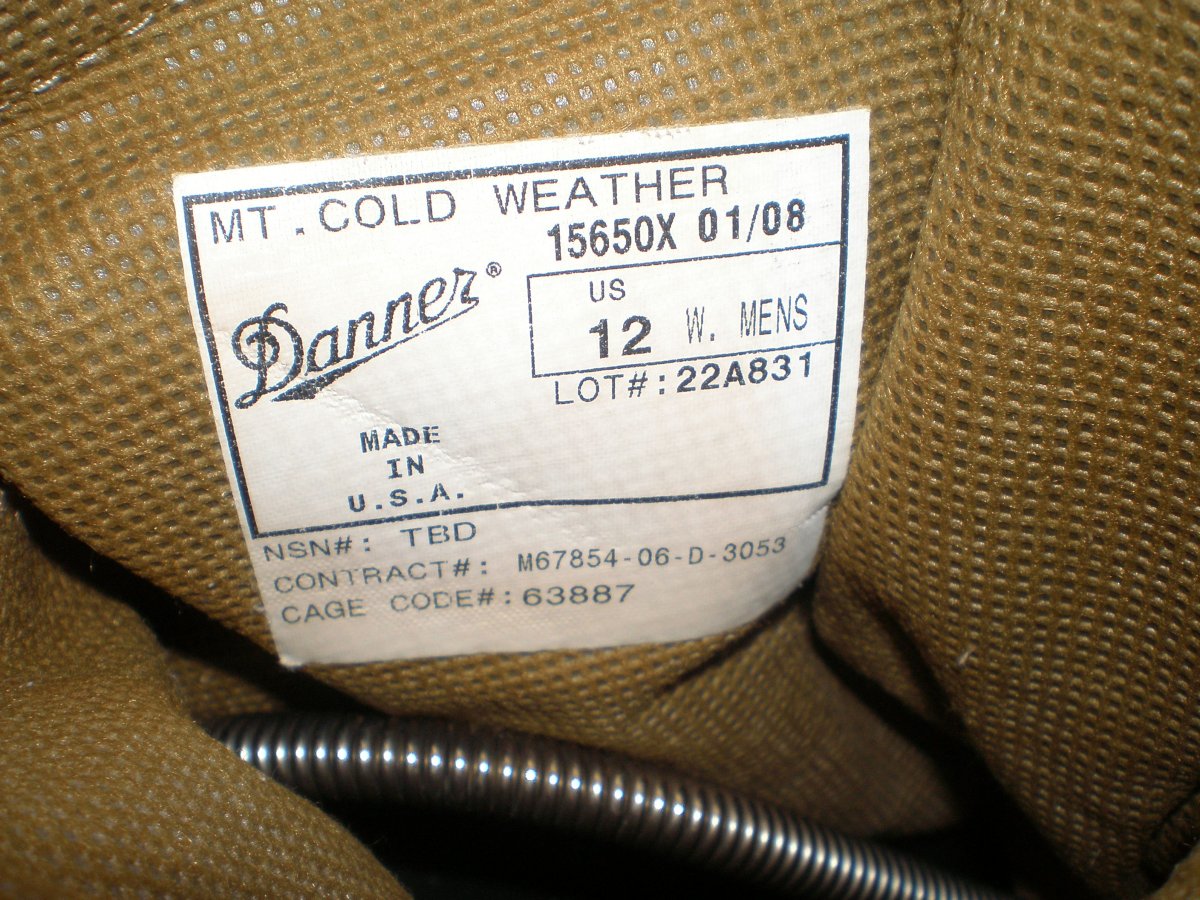 MT. COLD WEATHER
15650X 01/08
Danner®
US
12 W. MENS
LOT#: 22A831
MADE
IN
U.S.A.
NSN#: TBD
CONTRACT#: M67854-06-D-3053
CAGE CODE#: 63887